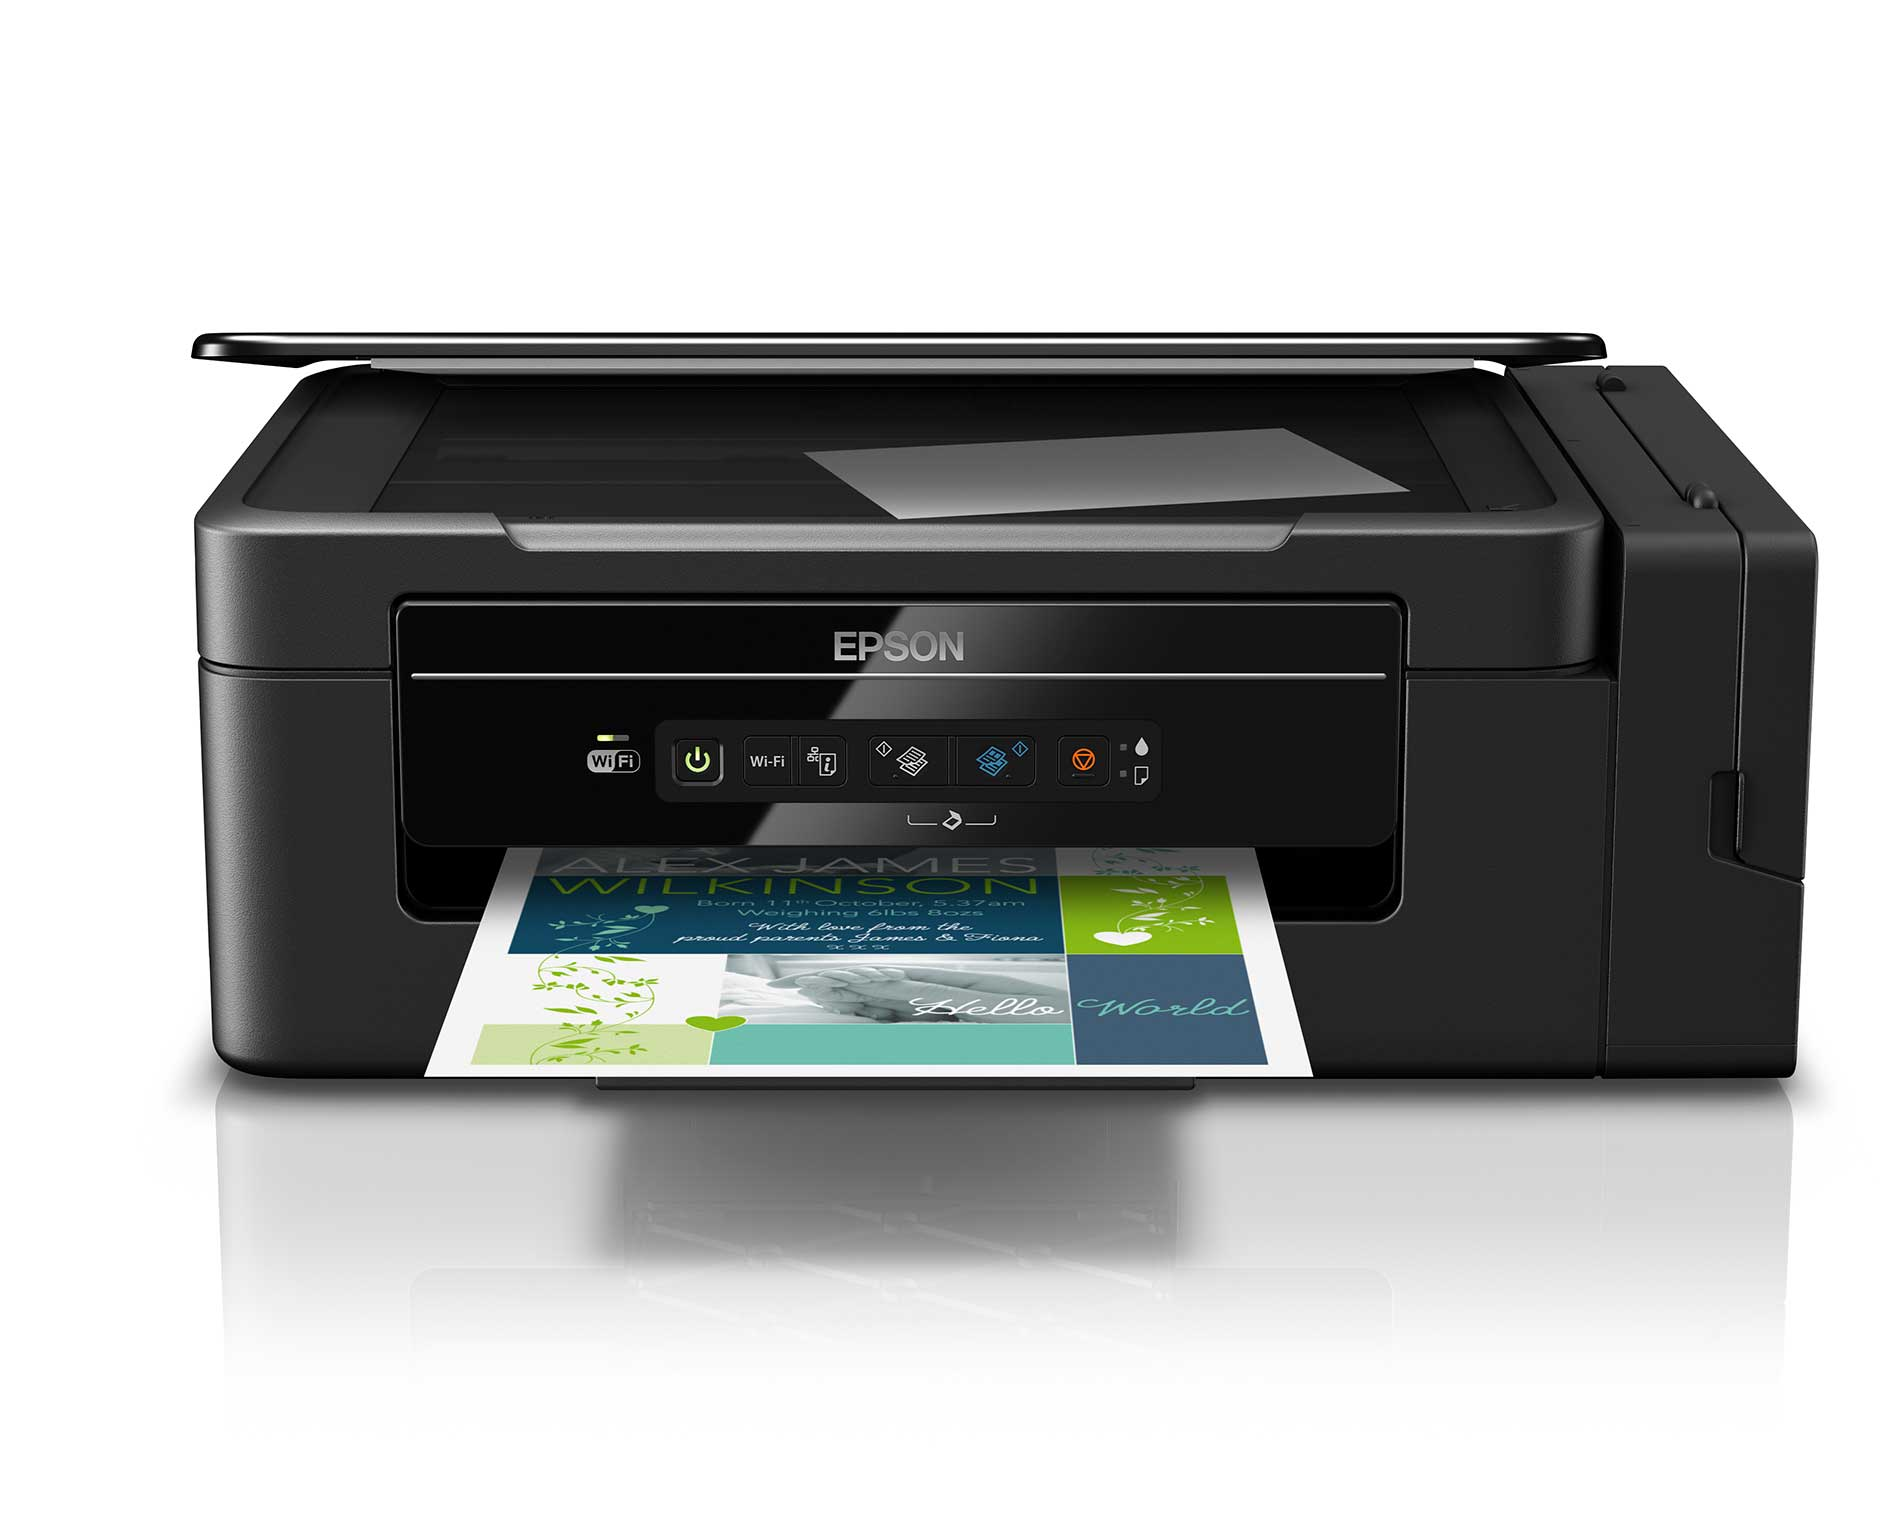 EPSON
WiFi
Wi-Fi
ALEX JAMES
WILKINSON
Born 11th October, 5.37am
Weighing 6lbs 8ozs
With love from the
proud parents James & Fiona
x x x
Hello World